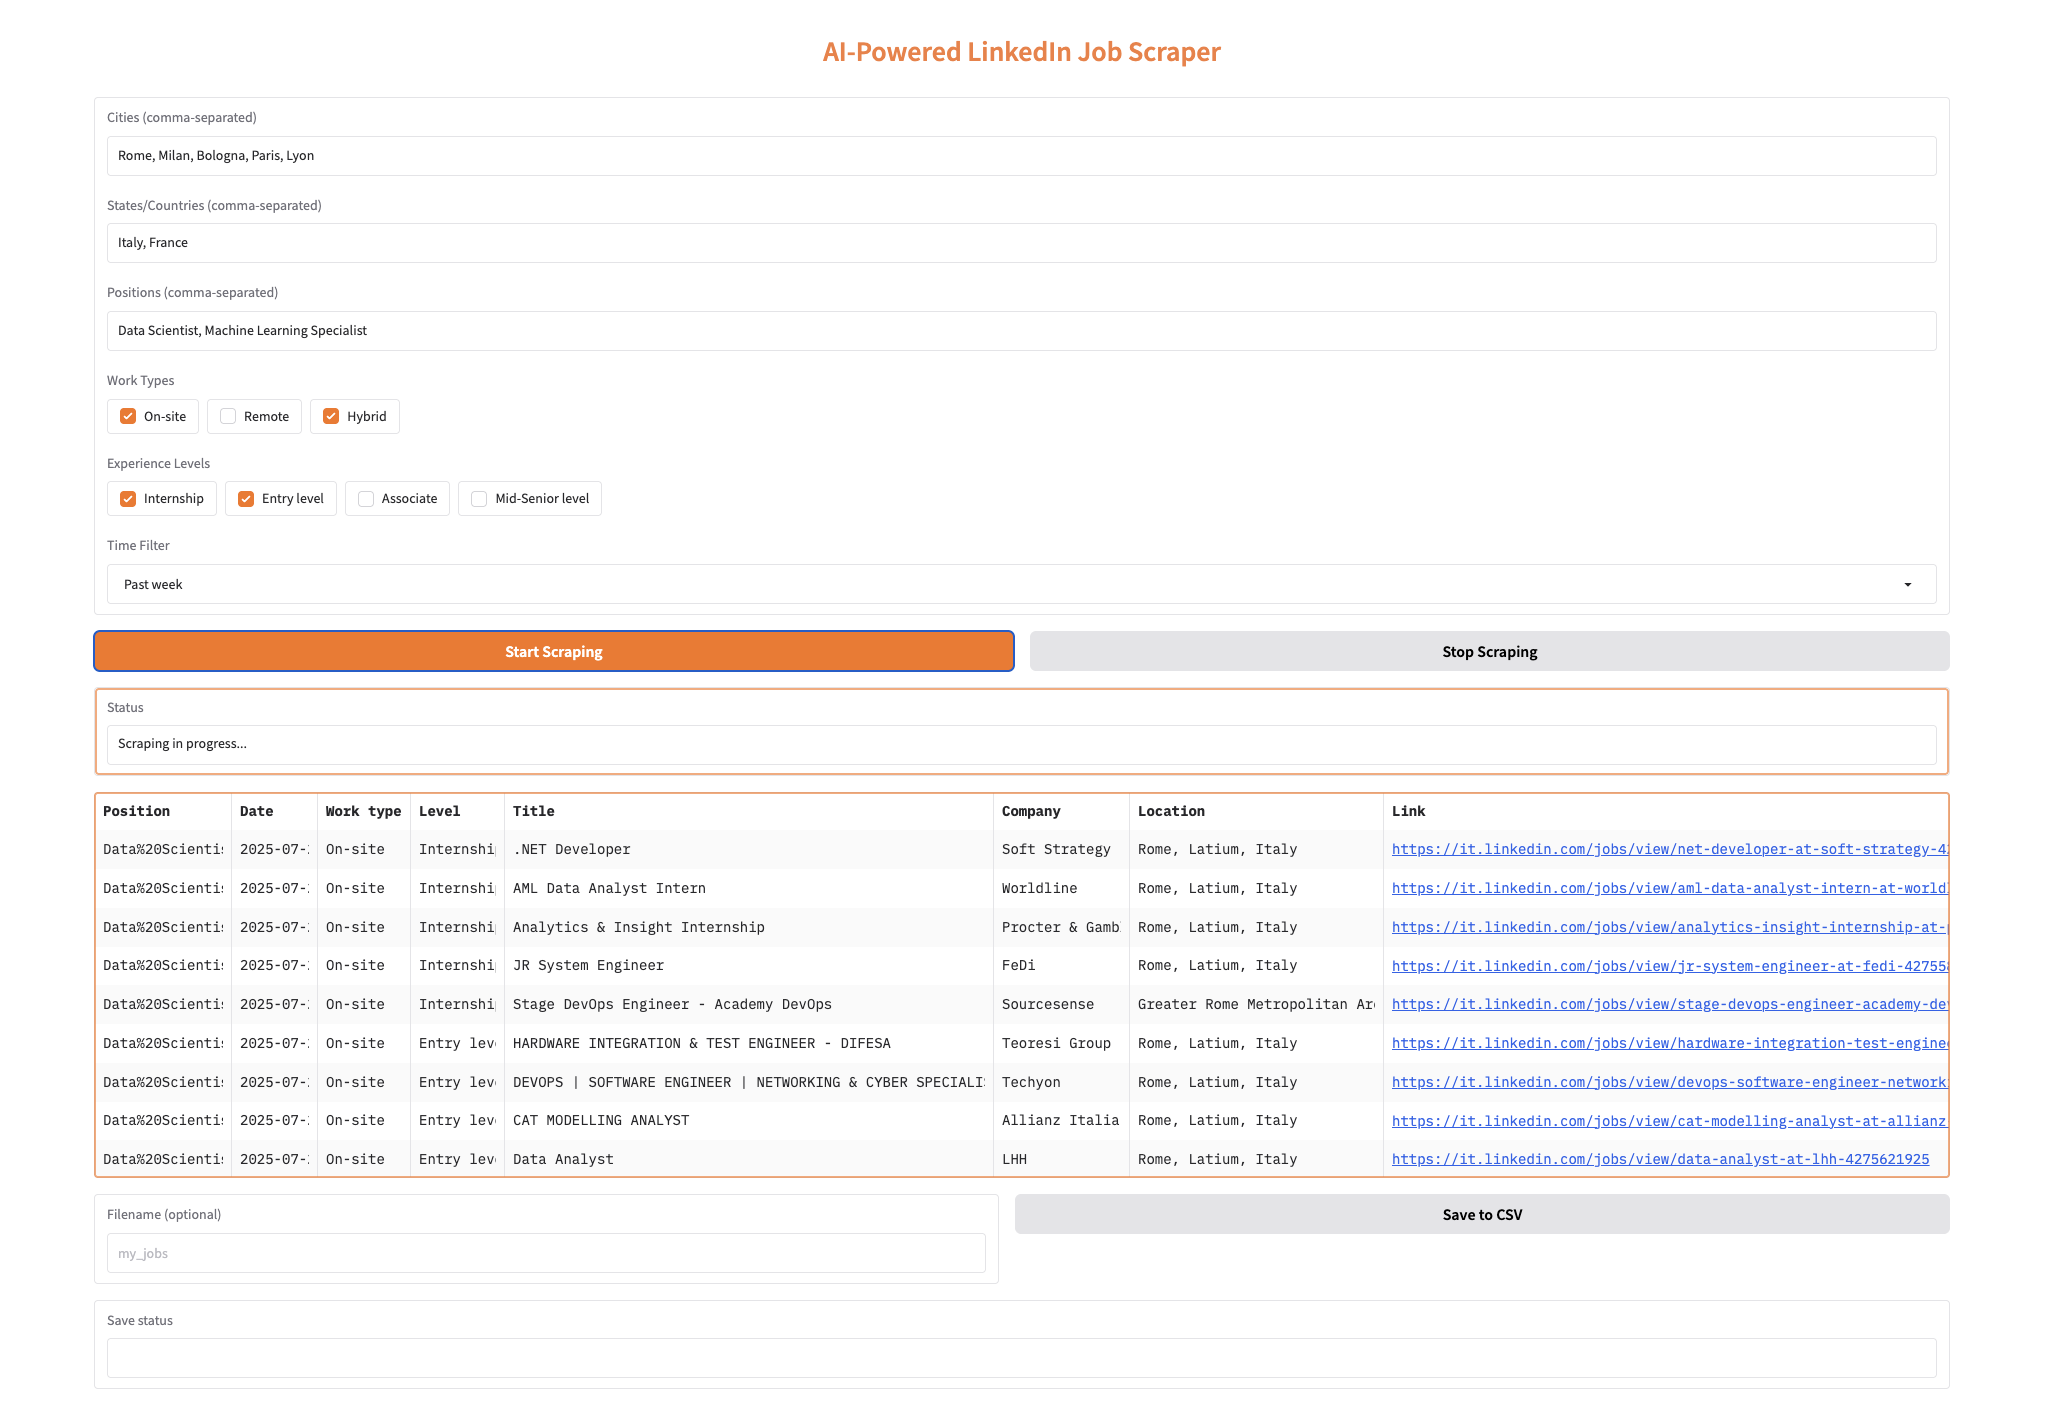 AI-Powered LinkedIn Job Scraper
Cities (comma-separated)
Rome, Milan, Bologna, Paris, Lyon
States/Countries (comma-separated)
Italy, France
Positions (comma-separated)
Data Scientist, Machine Learning Specialist
Work Types
On-site Remote Hybrid
Experience Levels
Internship Entry level Associate Mid-Senior level
Time Filter
Past week
Start Scraping Stop Scraping
Status
Scraping in progress...
Position Date Work type Level Title Company Location Link
Data%20Scientis 2025-07- On-site Internshi .NET Developer Soft Strategy Rome, Latium, Italy https://it.linkedin.com/jobs/view/net-developer-at-soft-strategy-4
Data%20Scientis 2025-07- On-site Internshi AML Data Analyst Intern Worldline Rome, Latium, Italy https://it.linkedin.com/jobs/view/aml-data-analyst-intern-at-world
Data%20Scientis 2025-07- On-site Internshi Analytics & Insight Internship Procter & Gamb Rome, Latium, Italy https://it.linkedin.com/jobs/view/analytics-insight-internship-at-
Data%20Scientis 2025-07- On-site Internshi JR System Engineer FeDi Rome, Latium, Italy https://it.linkedin.com/jobs/view/jr-system-engineer-at-fedi-42755
Data%20Scientis 2025-07- On-site Internshi Stage DevOps Engineer - Academy DevOps Sourcesense Greater Rome Metropolitan Ar https://it.linkedin.com/jobs/view/stage-devops-engineer-academy-de
Data%20Scientis 2025-07- On-site Entry lev HARDWARE INTEGRATION & TEST ENGINEER - DIFESA Teoresi Group Rome, Latium, Italy https://it.linkedin.com/jobs/view/hardware-integration-test-engine
Data%20Scientis 2025-07- On-site Entry lev DEVOPS | SOFTWARE ENGINEER | NETWORKING & CYBER SPECIALI Techyon Rome, Latium, Italy https://it.linkedin.com/jobs/view/devops-software-engineer-network
Data%20Scientis 2025-07- On-site Entry lev CAT MODELLING ANALYST Allianz Italia Rome, Latium, Italy https://it.linkedin.com/jobs/view/cat-modelling-analyst-at-allianz
Data%20Scientis 2025-07- On-site Entry lev Data Analyst LHH Rome, Latium, Italy https://it.linkedin.com/jobs/view/data-analyst-at-lhh-4275621925
Filename (optional) Save to CSV
my_jobs
Save status